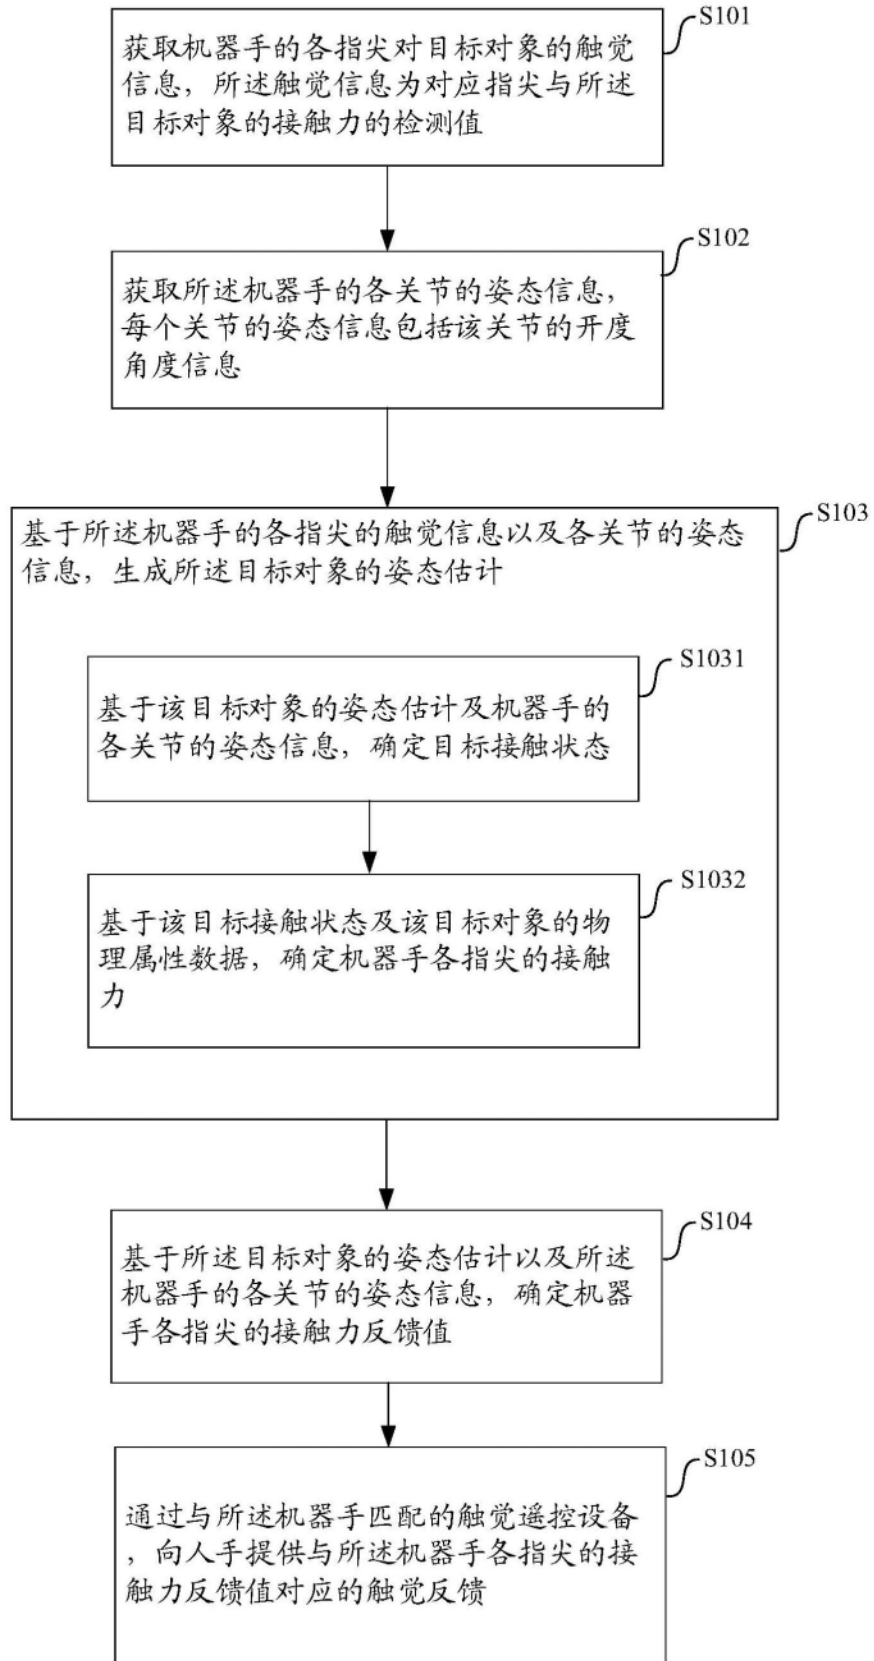 S101
获取机器手的各指尖对目标对象的触觉
信息，所述触觉信息为对应指尖与所述
目标对象的接触力的检测值
S102
获取所述机器手的各关节的姿态信息，
每个关节的姿态信息包括该关节的开度
角度信息
S103
基于所述机器手的各指尖的触觉信息以及各关节的姿态
信息，生成所述目标对象的姿态估计
S1031
基于该目标对象的姿态估计及机器手的
各关节的姿态信息，确定目标接触状态
S1032
基于该目标接触状态及该目标对象的物
理属性数据，确定机器手各指尖的接触
力
S104
基于所述目标对象的姿态估计以及所述
机器手的各关节的姿态信息，确定机器
手各指尖的接触力反馈值
S105
通过与所述机器手匹配的触觉遥控设备
，向人手提供与所述机器手各指尖的接
触力反馈值对应的触觉反馈